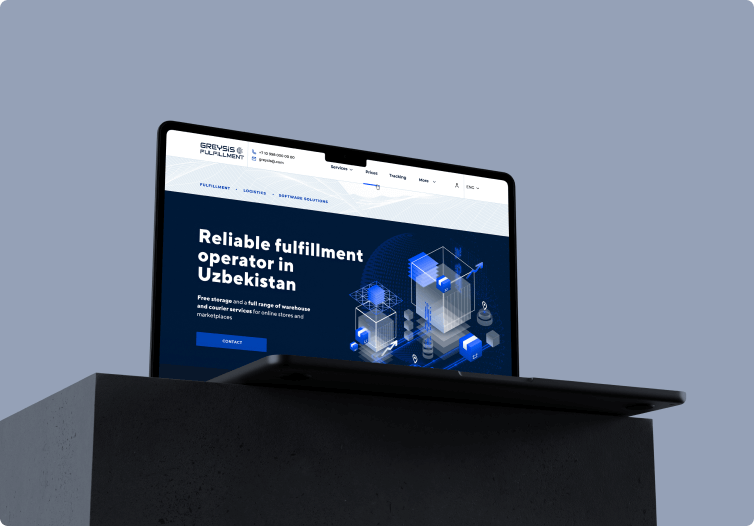 GREYSIS
FULFILLMENT
+7 10 998 000 00 00
greysis@.com
Services
Prices
Tracking
More
ENG
FULFILLMENT • LOGISTICS • SOFTWARE SOLUTIONS
Reliable fulfillment
operator in
Uzbekistan
Free storage and a full range of warehouse
and courier services for online stores and
marketplaces
CONTACT